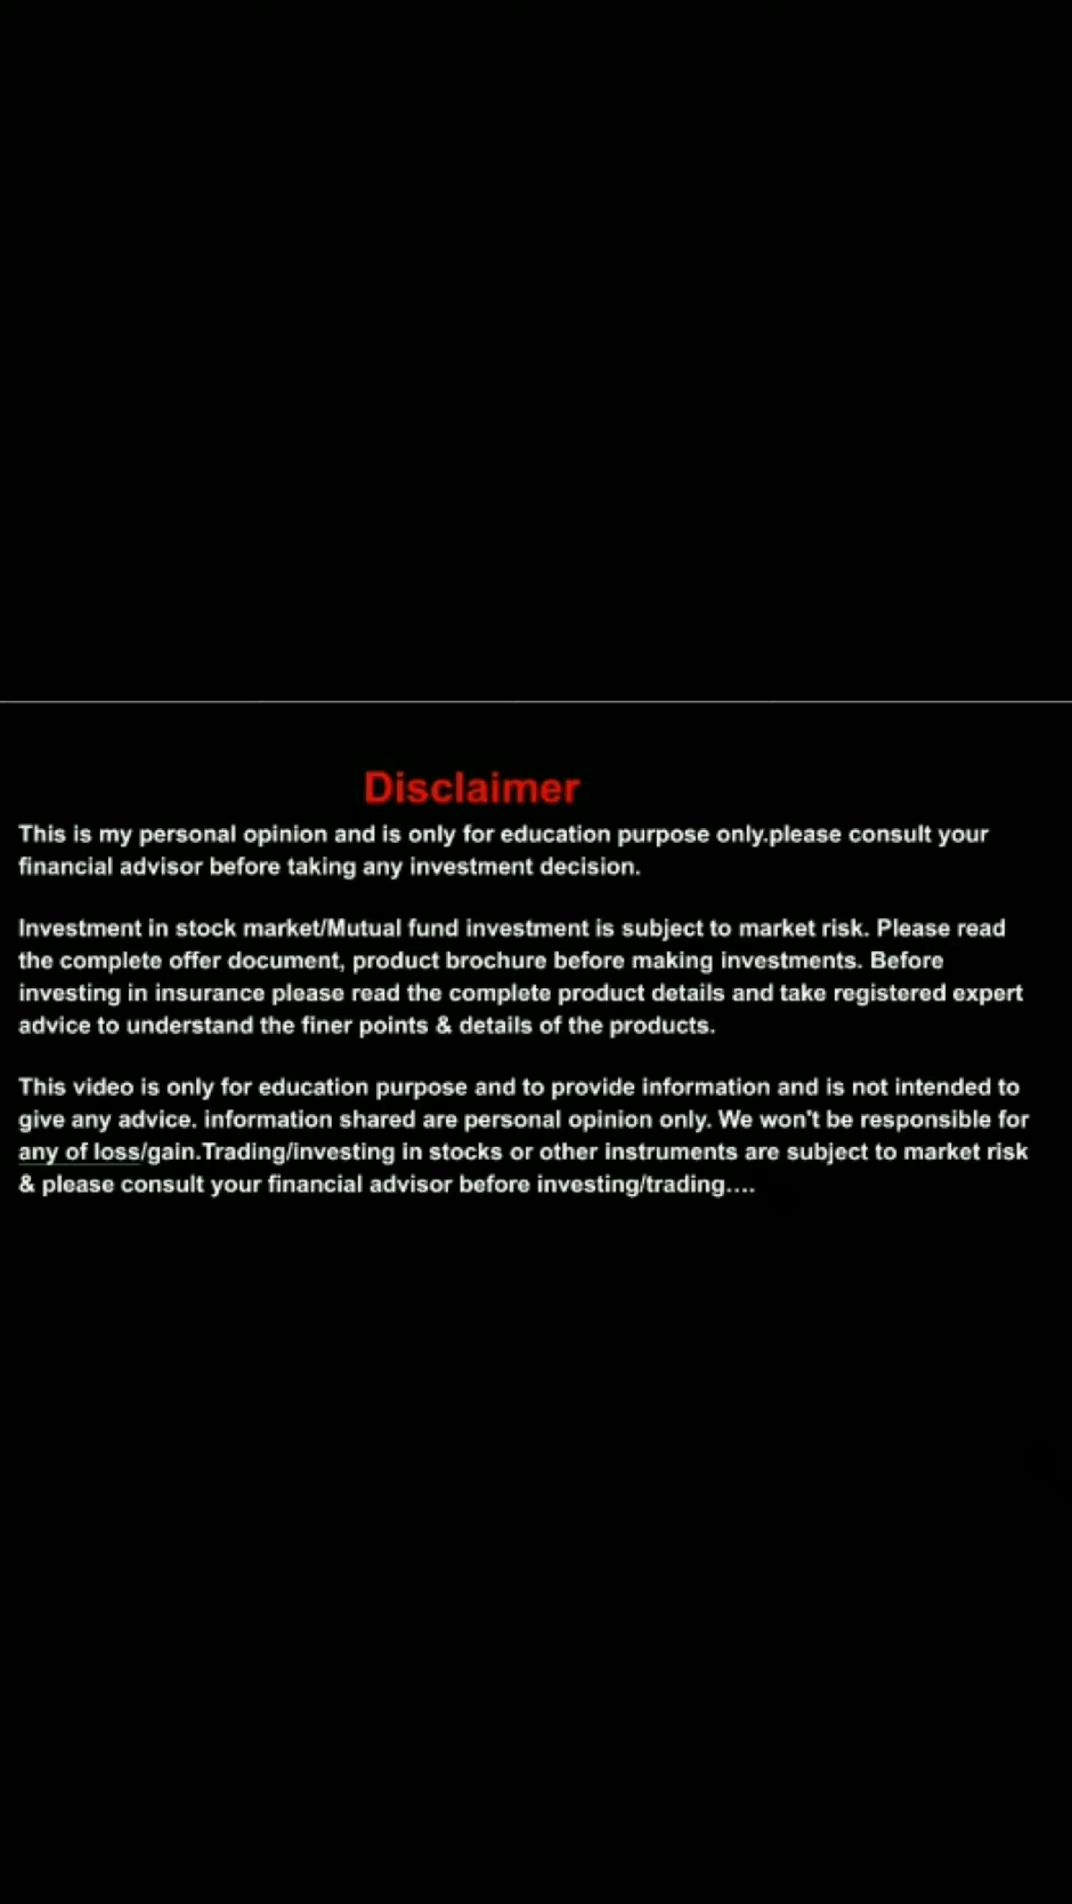 Disclaimer
This is my personal opinion and is only for education purpose only.please consult your
financial advisor before taking any investment decision.
Investment in stock market/Mutual fund investment is subject to market risk. Please read
the complete offer document, product brochure before making investments. Before
investing in insurance please read the complete product details and take registered expert
advice to understand the finer points & details of the products.
This video is only for education purpose and to provide information and is not intended to
give any advice. information shared are personal opinion only. We won't be responsible for
any of loss/gain.Trading/investing in stocks or other instruments are subject to market risk
& please consult your financial advisor before investing/trading....